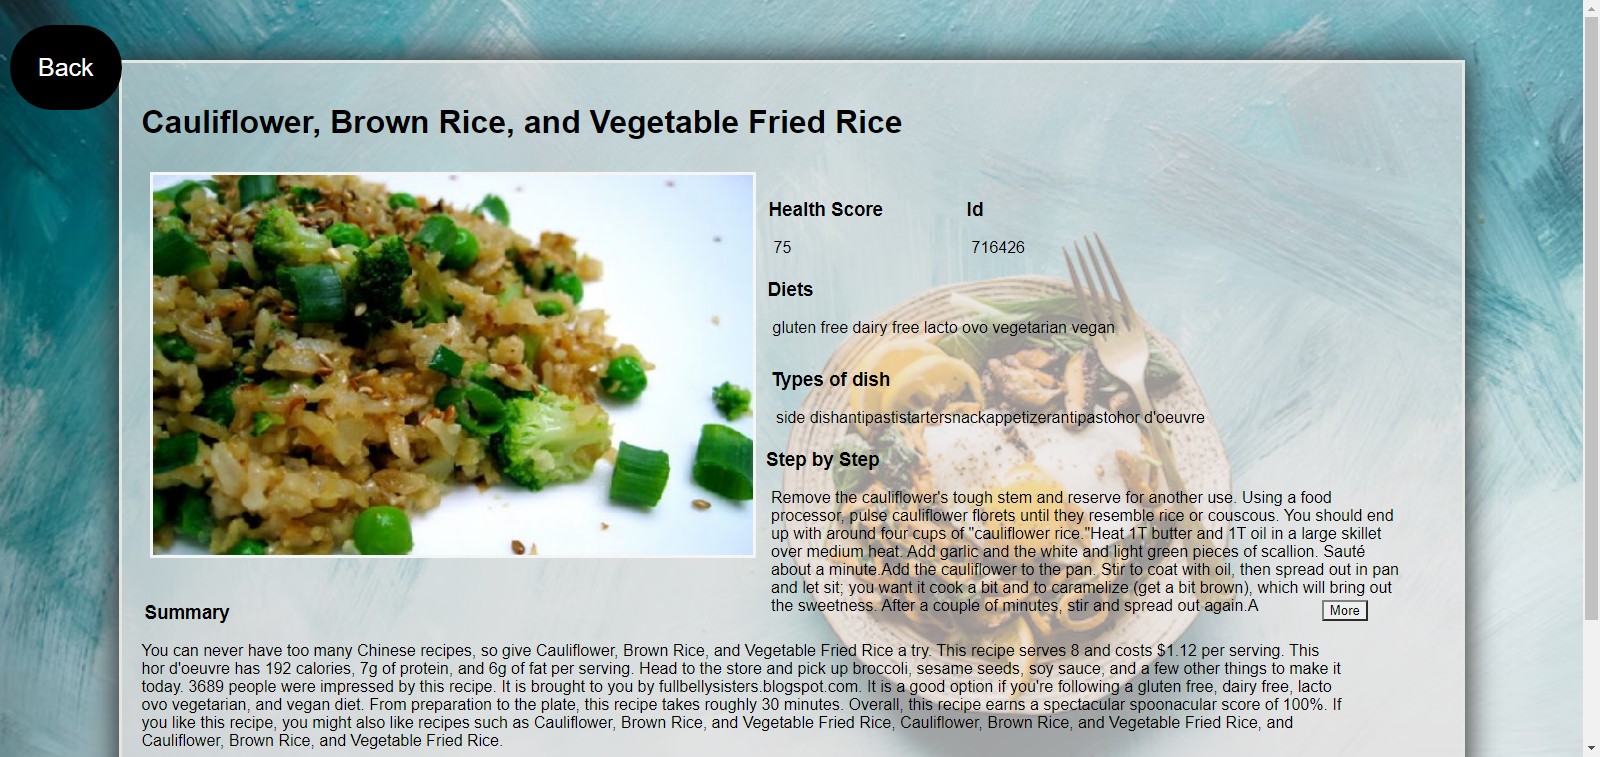 Back
Cauliflower, Brown Rice, and Vegetable Fried Rice
Health Score
Id
75
716426
Diets
gluten free dairy free lacto ovo vegetarian vegan
Types of dish
side dishantipastistartersnackappetizerantipastohor d'oeuvre
Step by Step
Remove the cauliflower's tough stem and reserve for another use. Using a food
processor, pulse cauliflower florets until they resemble rice or couscous. You should end
up with around four cups of "cauliflower rice."Heat 1T butter and 1T oil in a large skillet
over medium heat. Add garlic and the white and light green pieces of scallion. Sauté
about a minute.Add the cauliflower to the pan. Stir to coat with oil, then spread out in pan
and let sit; you want it cook a bit and to caramelize (get a bit brown), which will bring out
the sweetness. After a couple of minutes, stir and spread out again.A
More
Summary
You can never have too many Chinese recipes, so give Cauliflower, Brown Rice, and Vegetable Fried Rice a try. This recipe serves 8 and costs $1.12 per serving. This
hor d'oeuvre has 192 calories, 7g of protein, and 6g of fat per serving. Head to the store and pick up broccoli, sesame seeds, soy sauce, and a few other things to make it
today. 3689 people were impressed by this recipe. It is brought to you by fullbellysisters.blogspot.com. It is a good option if you're following a gluten free, dairy free, lacto
ovo vegetarian, and vegan diet. From preparation to the plate, this recipe takes roughly 30 minutes. Overall, this recipe earns a spectacular spoonacular score of 100%. If
you like this recipe, you might also like recipes such as Cauliflower, Brown Rice, and Vegetable Fried Rice, Cauliflower, Brown Rice, and Vegetable Fried Rice, and
Cauliflower, Brown Rice, and Vegetable Fried Rice.